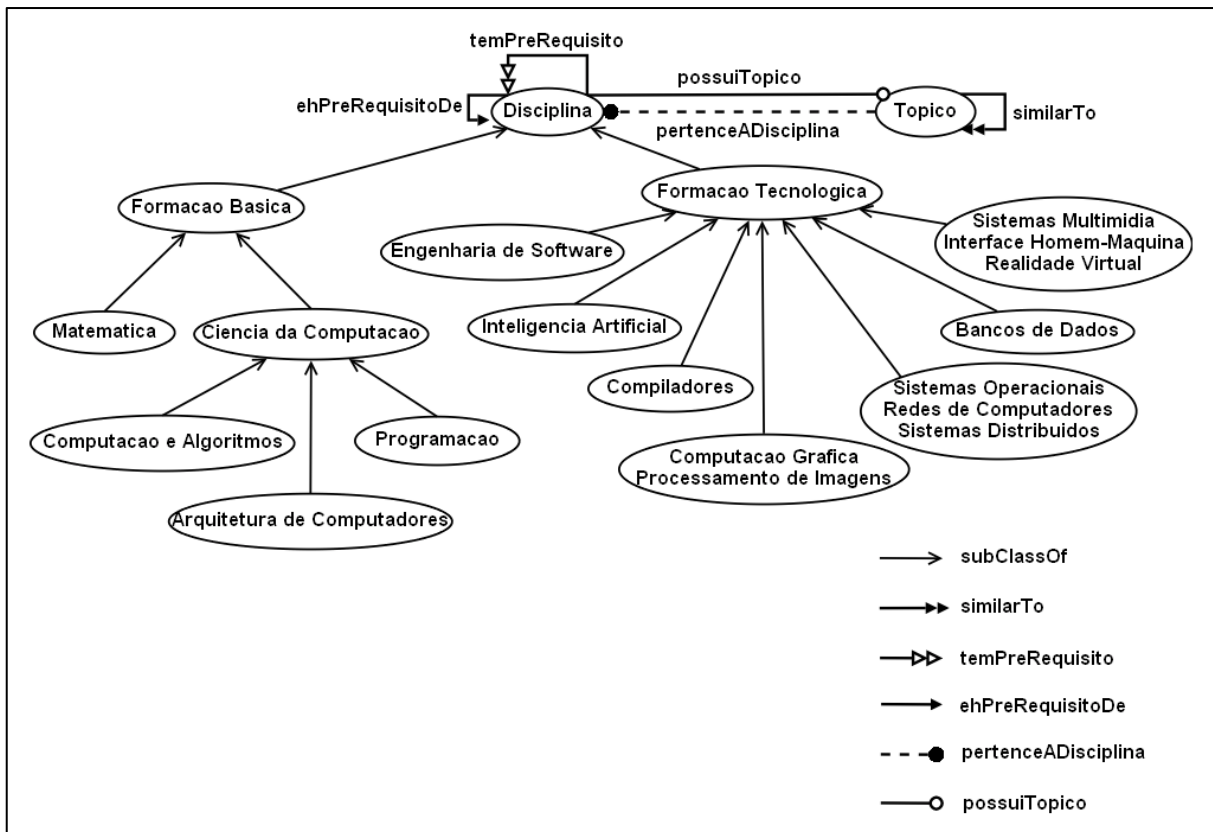 temPreRequisito
possuiTopico
ehPreRequisitoDe
Disciplina
Topico
similarTo
pertenceADisciplina
Formacao Basica
Formacao Tecnologica
Sistemas Multimidia
Interface Homem-Maquina
Realidade Virtual
Engenharia de Software
Matematica
Ciencia da Computacao
Inteligencia Artificial
Bancos de Dados
Compiladores
Sistemas Operacionais
Redes de Computadores
Sistemas Distribuidos
Computacao e Algoritmos
Programacao
Computacao Grafica
Processamento de Imagens
Arquitetura de Computadores
subClassOf
similarTo
temPreRequisito
ehPreRequisitoDe
pertenceADisciplina
possuiTopico